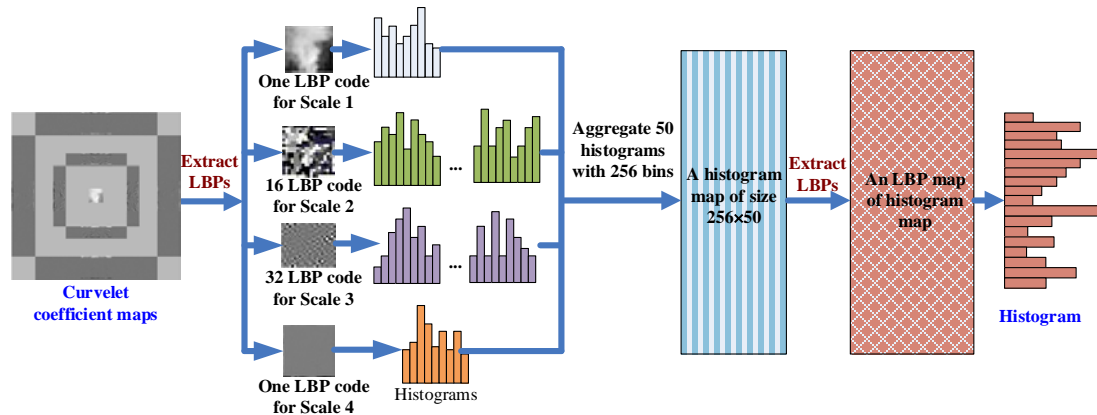 Curvelet
coefficient maps
Extract
LBPs
One LBP code
for Scale 1
16 LBP code
for Scale 2
...
...
32 LBP code
for Scale 3
One LBP code
for Scale 4
Histograms
Aggregate 50
histograms
with 256 bins
A histogram
map of size
256×50
Extract
LBPs
An LBP map
of histogram
map
Histogram